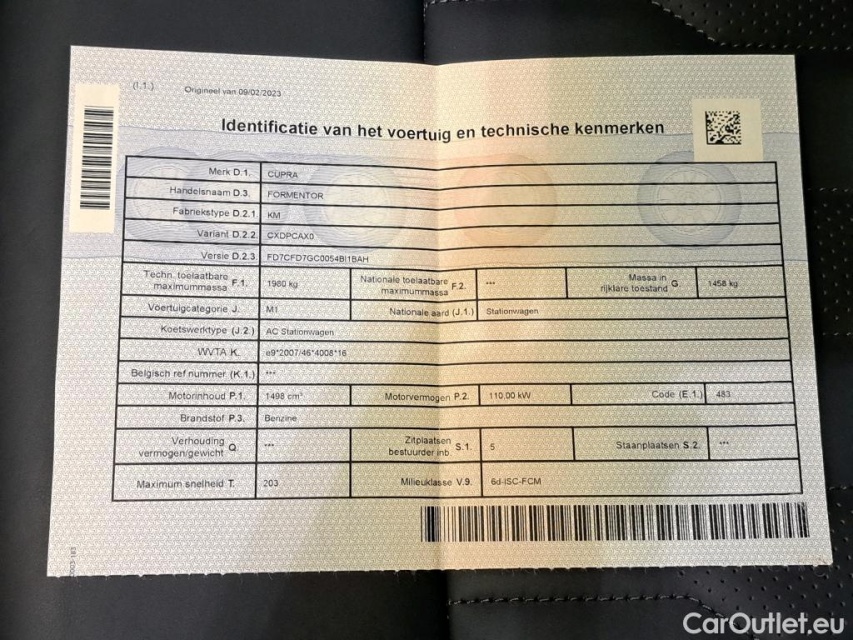 (I.1.) Origineel van 09/02/2023
Identificatie van het voertuig en technische kenmerken
Merk D.1. CUPRA
Handelsnaam D.3. FORMENTOR
Fabriekstype D.2.1 KM
Variant D.2.2 CXDPCAX0
Versie D.2.3 FD7CFD7GC0054BI1BAH
Techn. toelaatbare maximummassa F.1. 1980 kg Nationale toelaatbare maximummassa F.2. *** Massa in rijklare toestand G 1458 kg
Voertuigcategorie J. M1 Nationale aard (J.1.) Stationwagen
Koetswerktype (J.2.) AC Stationwagen
WVTA K. e9*2007/46*4008*16
Belgisch ref nummer (K.1.) ***
Motorinhoud P.1. 1498 cm³ Motorvermogen P.2. 110,00 kW Code (E.1.) 483
Brandstof P.3. Benzine
Verhouding vermogen/gewicht Q *** Zitplaatsen bestuurder inb. S.1. 5 Staanplaatsen S.2. ***
Maximum snelheid T. 203 Milieuklasse V.9. 6d-ISC-FCM
CarOutlet.eu